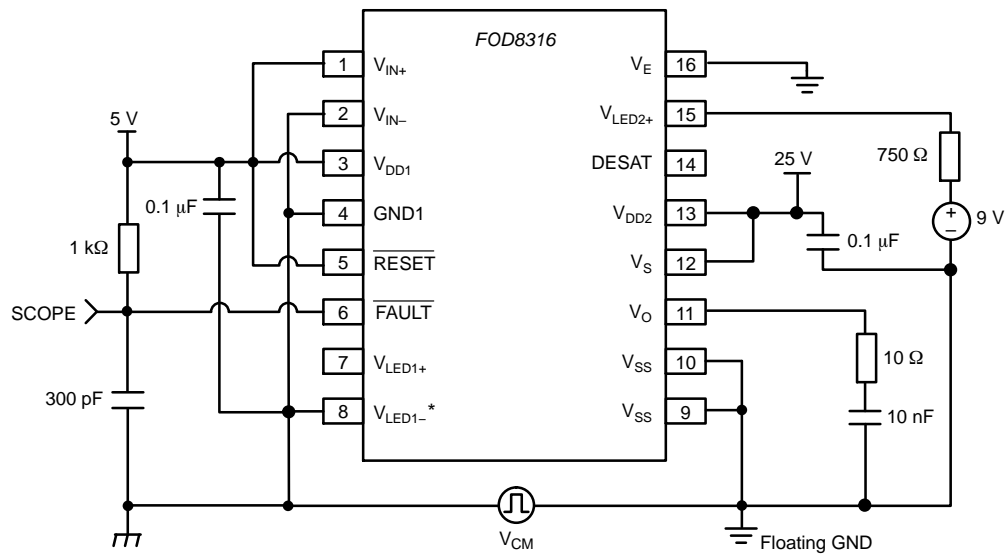 FOD8316
1 V_IN+
2 V_IN–
3 V_DD1
4 GND1
5 RESET
6 FAULT
7 V_LED1+
8 V_LED1–*
V_E 16
V_LED2+ 15
DESAT 14
V_DD2 13
V_S 12
V_O 11
V_SS 10
V_SS 9
5 V
0.1 μF
1 kΩ
SCOPE
300 pF
25 V
0.1 μF
750 Ω
+
–
9 V
10 Ω
10 nF
V_CM
Floating GND